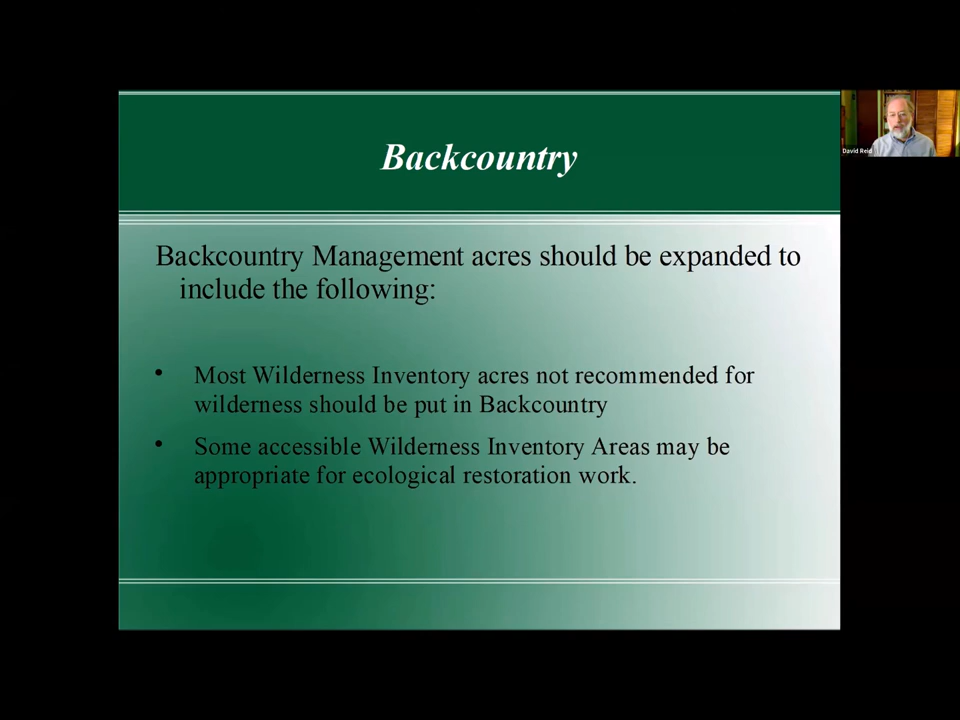 Backcountry
David Reid
Backcountry Management acres should be expanded to
include the following:
• Most Wilderness Inventory acres not recommended for
wilderness should be put in Backcountry
• Some accessible Wilderness Inventory Areas may be
appropriate for ecological restoration work.